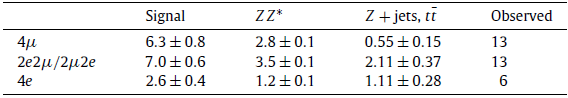 Signal ZZ* Z + jets, tt̄ Observed
4μ 6.3 ± 0.8 2.8 ± 0.1 0.55 ± 0.15 13
2e2μ/2μ2e 7.0 ± 0.6 3.5 ± 0.1 2.11 ± 0.37 13
4e 2.6 ± 0.4 1.2 ± 0.1 1.11 ± 0.28 6